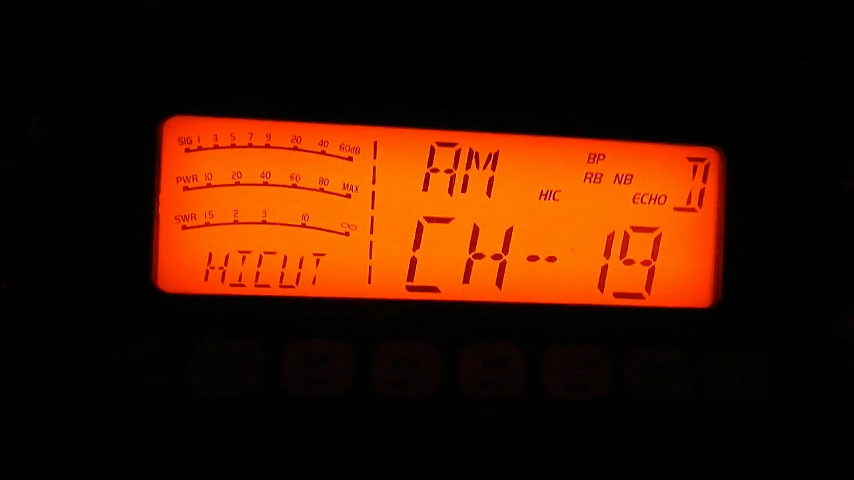 SIG 1 3 5 7 9 20 40 60dB
PWR 10 20 40 60 80 MAX
SWR 1.5 2 3 10 ∞
HICUT
AM
BP
RB NB
HIC
ECHO
D
CH--19